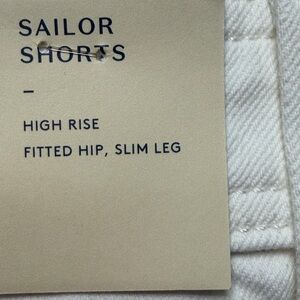 SAILOR
SHORTS
–
HIGH RISE
FITTED HIP, SLIM LEG